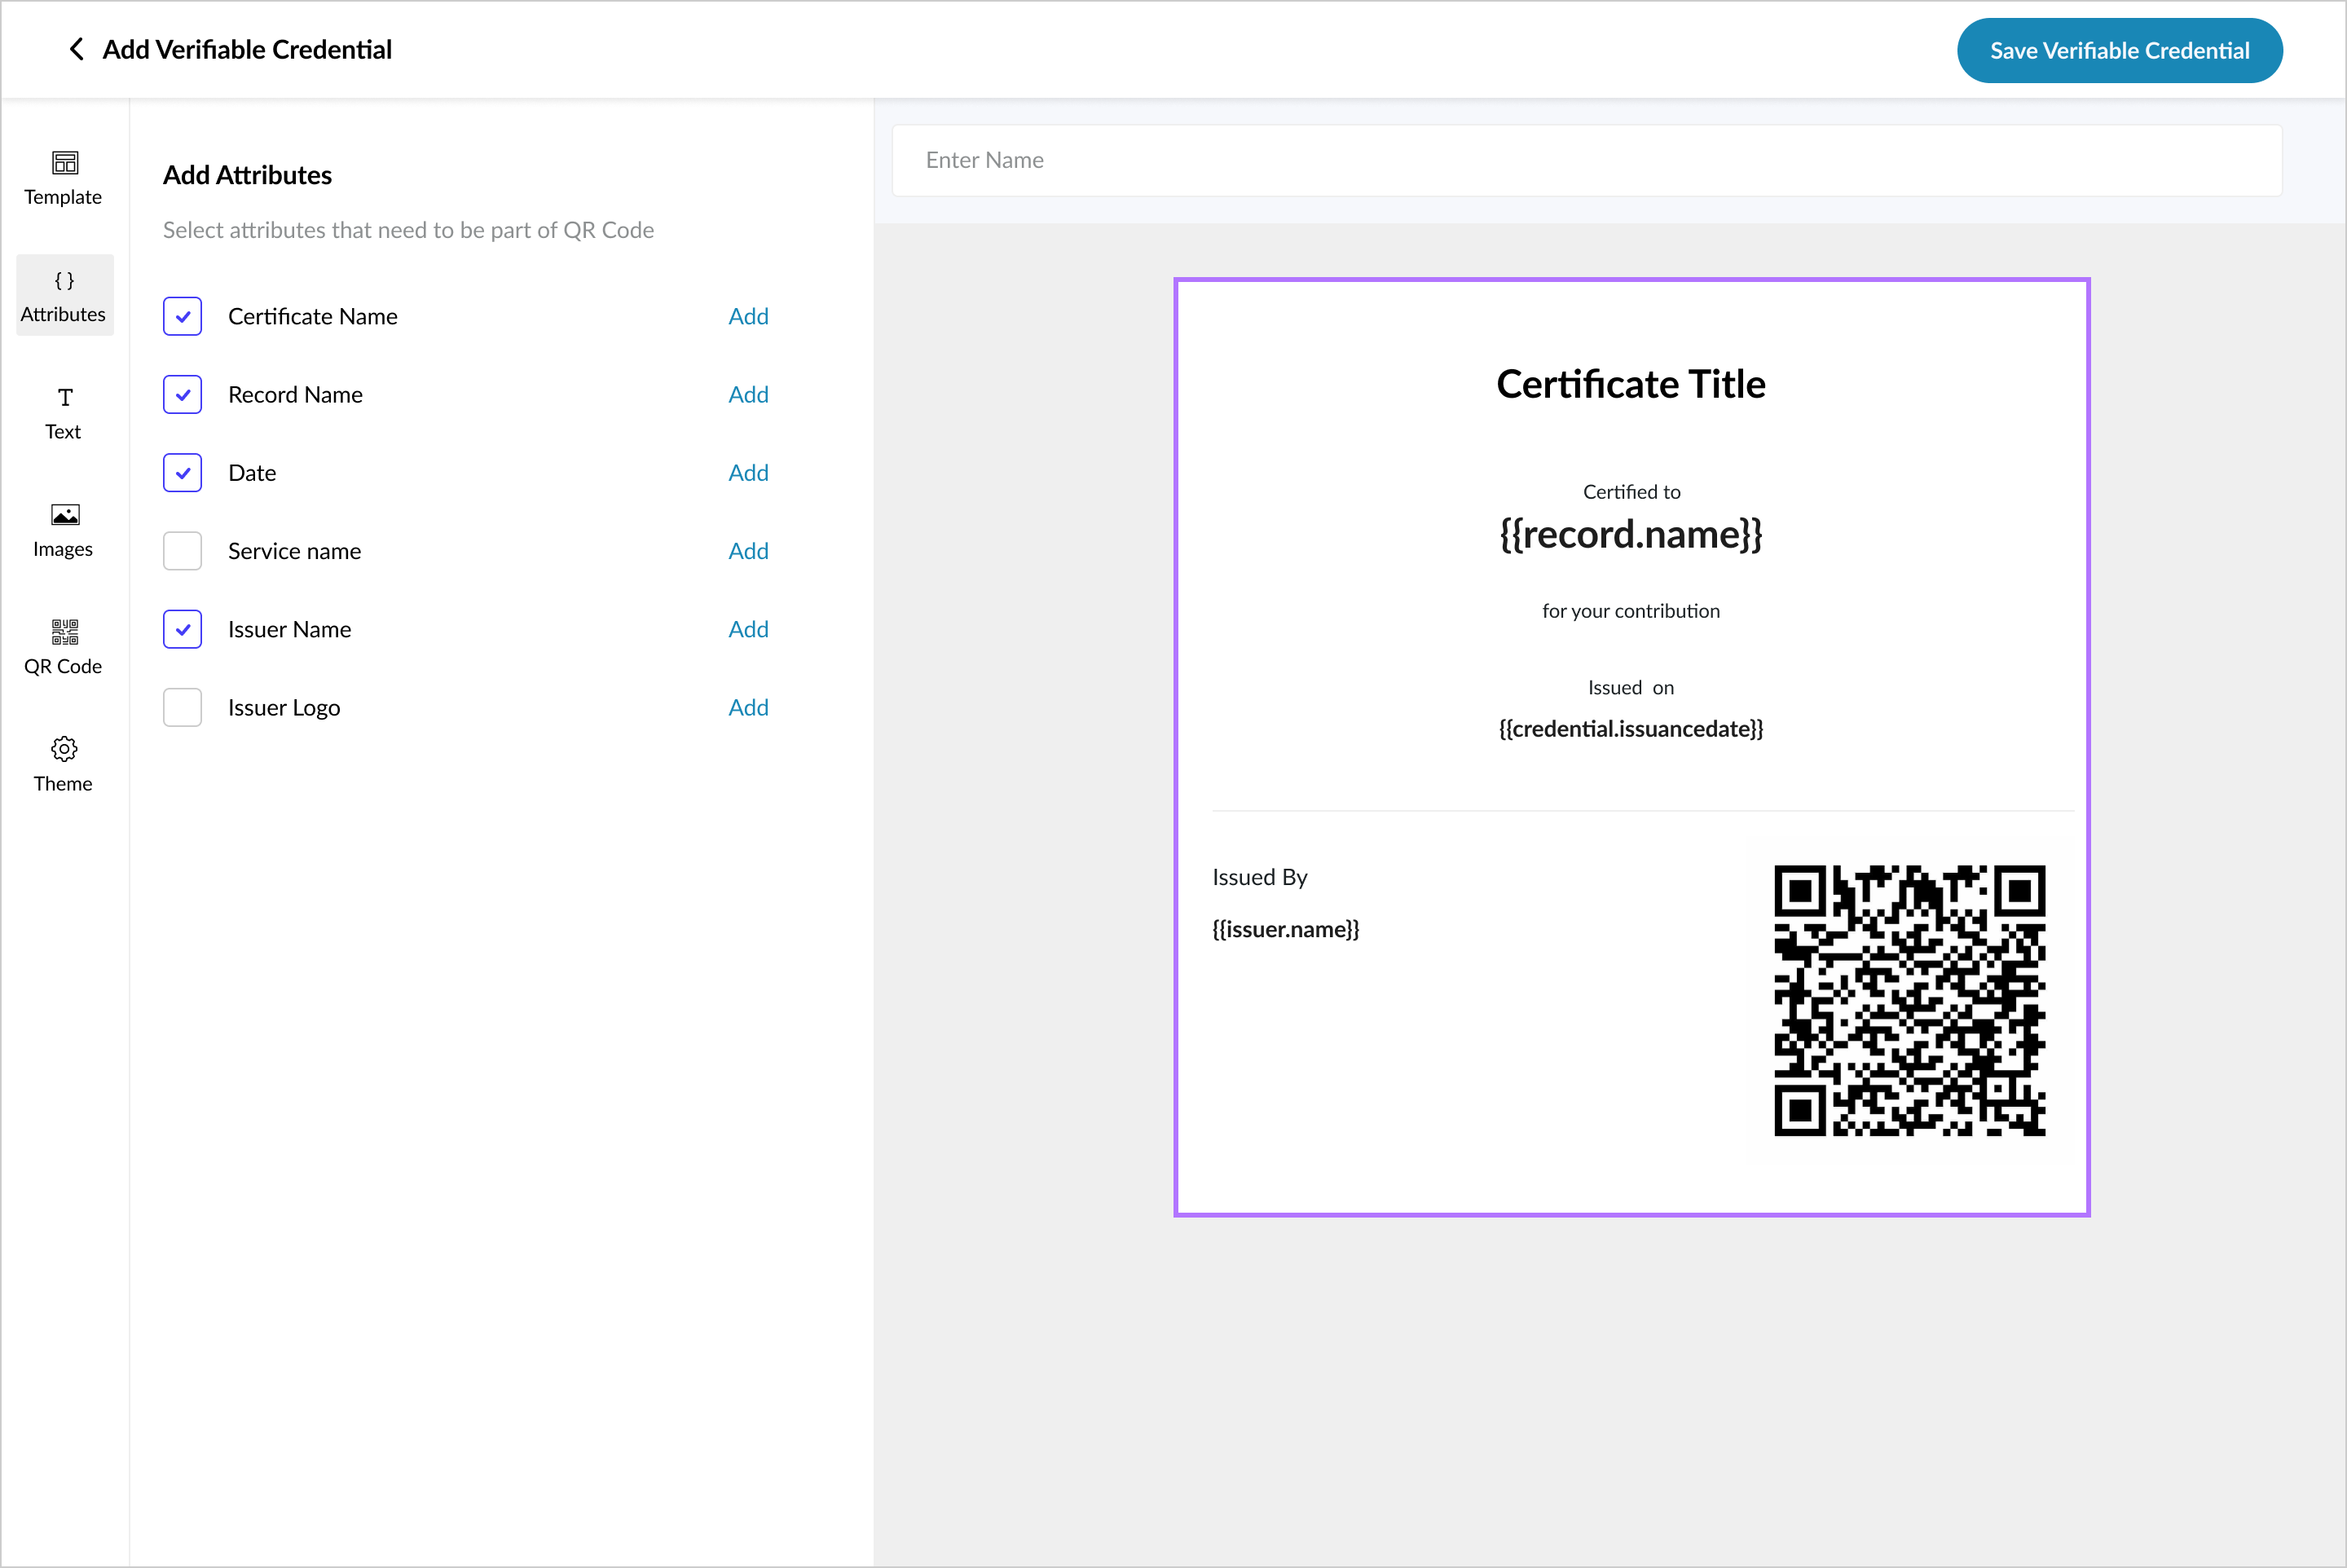 Add Verifiable Credential
Save Verifiable Credential
Template
{ }
Attributes
T
Text
Images
QR Code
Theme
Add Attributes
Select attributes that need to be part of QR Code
Certificate Name Add
Record Name Add
Date Add
Service name Add
Issuer Name Add
Issuer Logo Add
Enter Name
Certificate Title
Certified to
{{record.name}}
for your contribution
Issued on
{{credential.issuancedate}}
Issued By
{{issuer.name}}